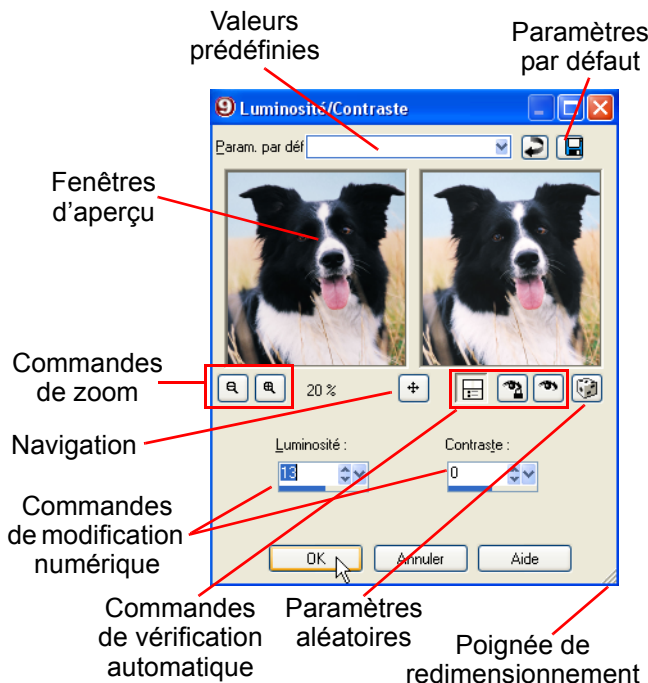 Valeurs
prédéfinies
Paramètres
par défaut
9 Luminosité/Contraste
Param. par déf
Fenêtres
d'aperçu
Commandes
de zoom
20 %
Navigation
Luminosité :
Contraste :
13
0
Commandes
de modification
numérique
OK
Annuler
Aide
Commandes
de vérification
automatique
Paramètres
aléatoires
Poignée de
redimensionnement